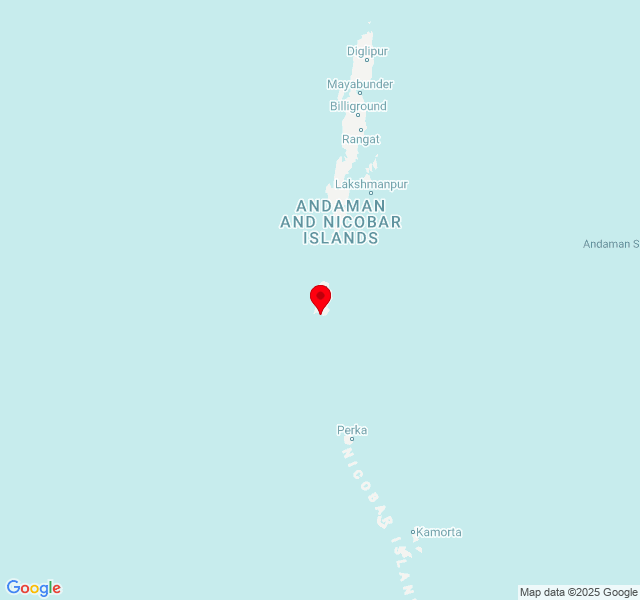 Diglipur
Mayabunder
Billiground
Rangat
Lakshmanpur
ANDAMAN
AND NICOBAR
ISLANDS
Andaman S
Perka
NICOBAR ISLAN
Kamorta
Google
Map data ©2025 Google